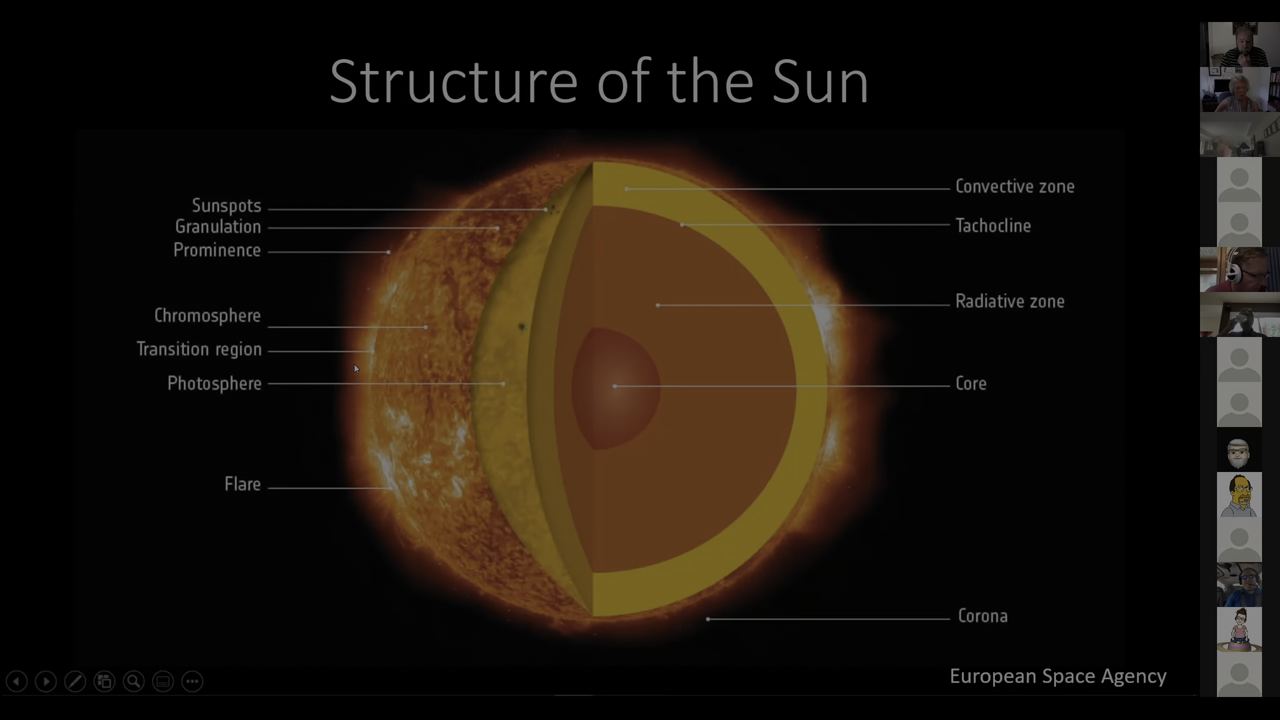 Structure of the Sun
Sunspots
Granulation
Prominence
Chromosphere
Transition region
Photosphere
Flare
Convective zone
Tachocline
Radiative zone
Core
Corona
European Space Agency